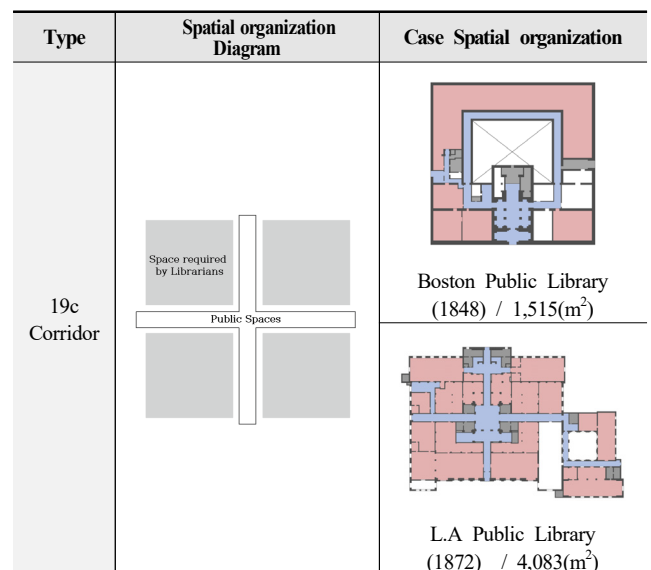 Type
Spatial organization
Diagram
Case Spatial organization
19c
Corridor
Space required
by Librarians
Public Spaces
Boston Public Library
(1848) / 1,515(m²)
L.A Public Library
(1872) / 4,083(m²)